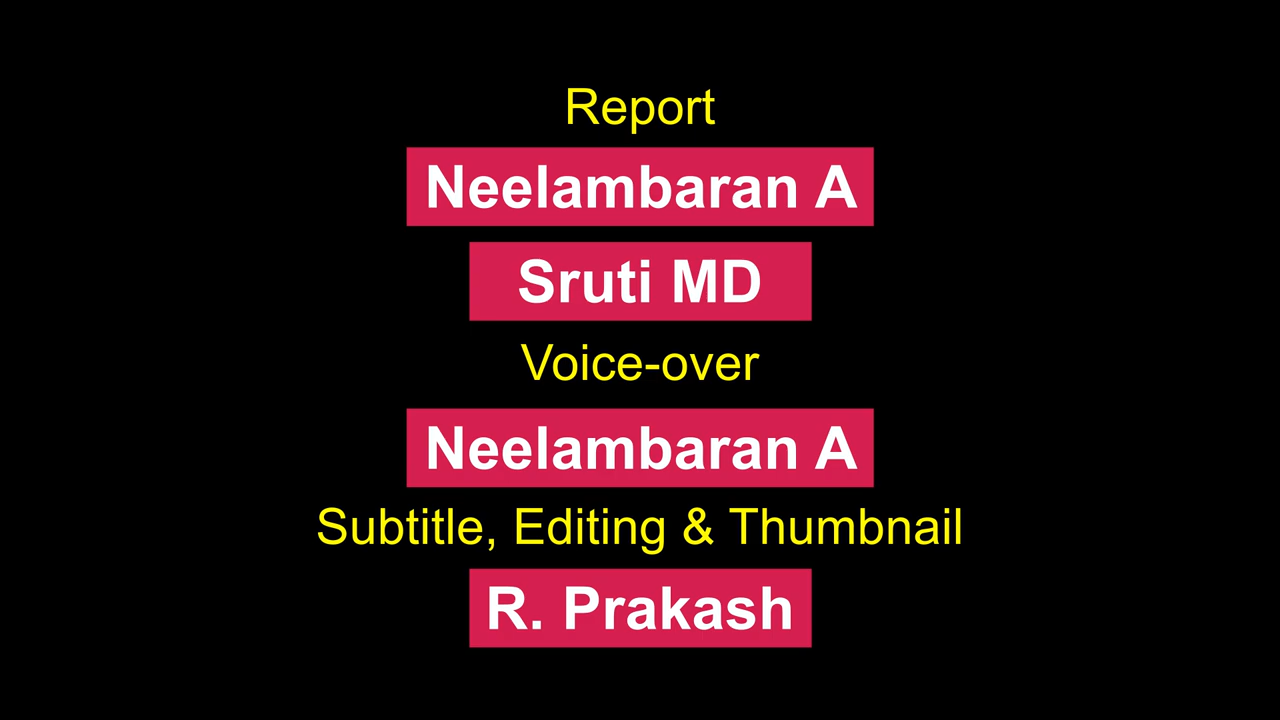 Report
Neelambaran A
Sruti MD
Voice-over
Neelambaran A
Subtitle, Editing & Thumbnail
R. Prakash